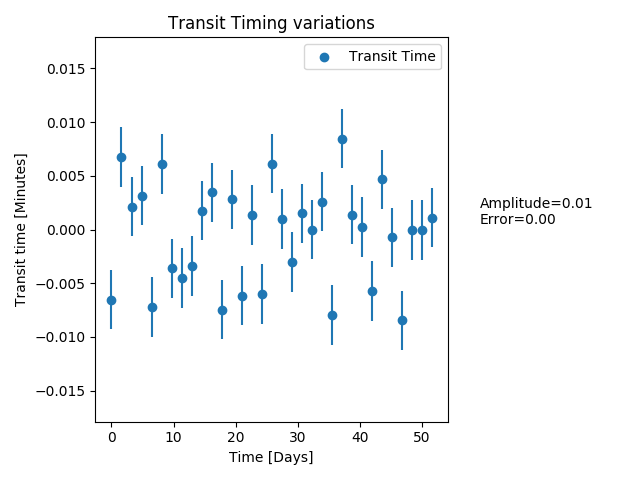 Transit Timing variations
Transit Time
0.015
0.010
0.005
0.000
−0.005
−0.010
−0.015
Transit time [Minutes]
Amplitude=0.01
Error=0.00
0 10 20 30 40 50
Time [Days]